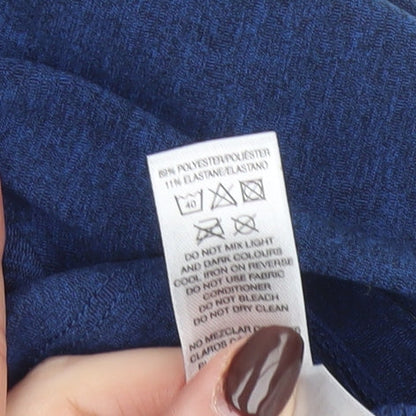 89% POLYESTER/POLIÉSTER
11% ELASTANE/ELASTANO
40
DO NOT MIX LIGHT
AND DARK COLOURS
COOL IRON ON REVERSE
DO NOT USE FABRIC
CONDITIONER
DO NOT BLEACH
DO NOT DRY CLEAN
NO MEZCLAR
CLAROS